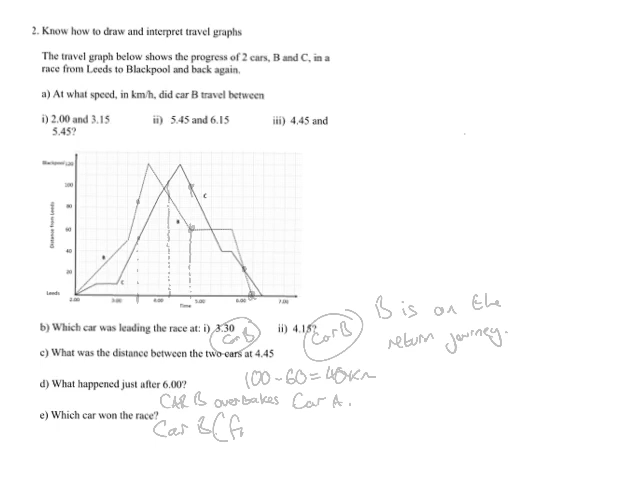 2. Know how to draw and interpret travel graphs
The travel graph below shows the progress of 2 cars, B and C, in a
race from Leeds to Blackpool and back again.
a) At what speed, in km/h, did car B travel between
i) 2.00 and 3.15 ii) 5.45 and 6.15 iii) 4.45 and
5.45?
Blackpool 120
100
80
60
40
20
Leeds
Distance from Leeds
B
C
B
C
2.00 3.00 4.00 5.00 6.00 7.00
Time
b) Which car was leading the race at: i) 3.30 ii) 4.15?
Car B
Car B
B is on the
return journey.
c) What was the distance between the two cars at 4.45
100 - 60 = 40km
d) What happened just after 6.00?
CAR B overtakes Car A.
e) Which car won the race?
Car B (